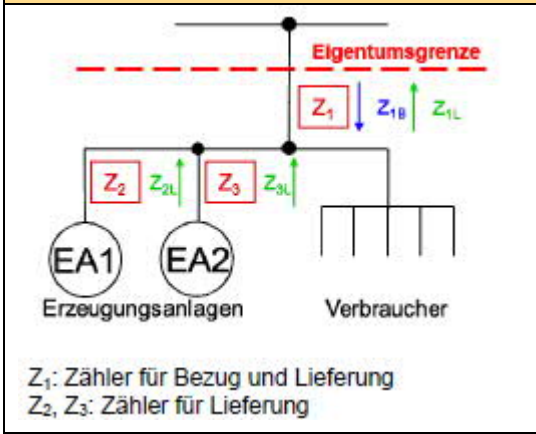 Eigentumsgrenze
Z₁ Z₁B Z₁L
Z₂ Z₂L Z₃ Z₃L
EA1 EA2
Erzeugungsanlagen Verbraucher
Z₁: Zähler für Bezug und Lieferung
Z₂, Z₃: Zähler für Lieferung